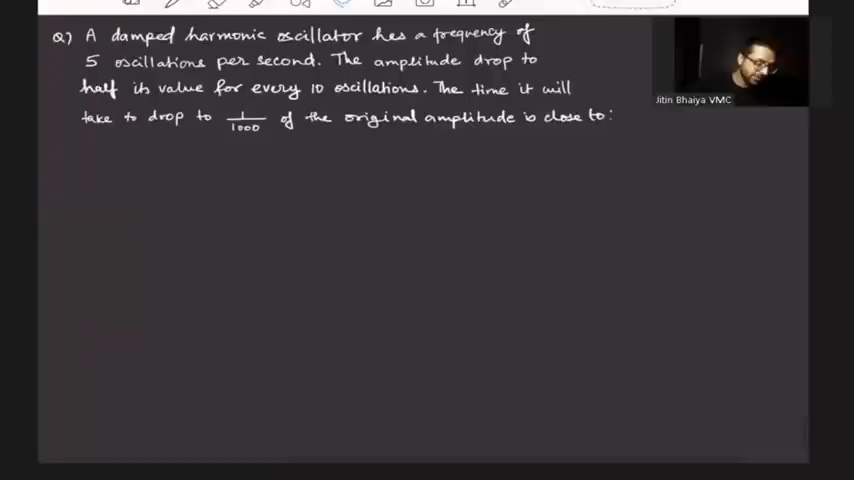 Q) A damped harmonic oscillator has a frequency of
5 oscillations per second. The amplitude drop to
half its value for every 10 oscillations. The time it will
take to drop to 1/1000 of the original amplitude is close to:
Jitin Bhaiya VMC